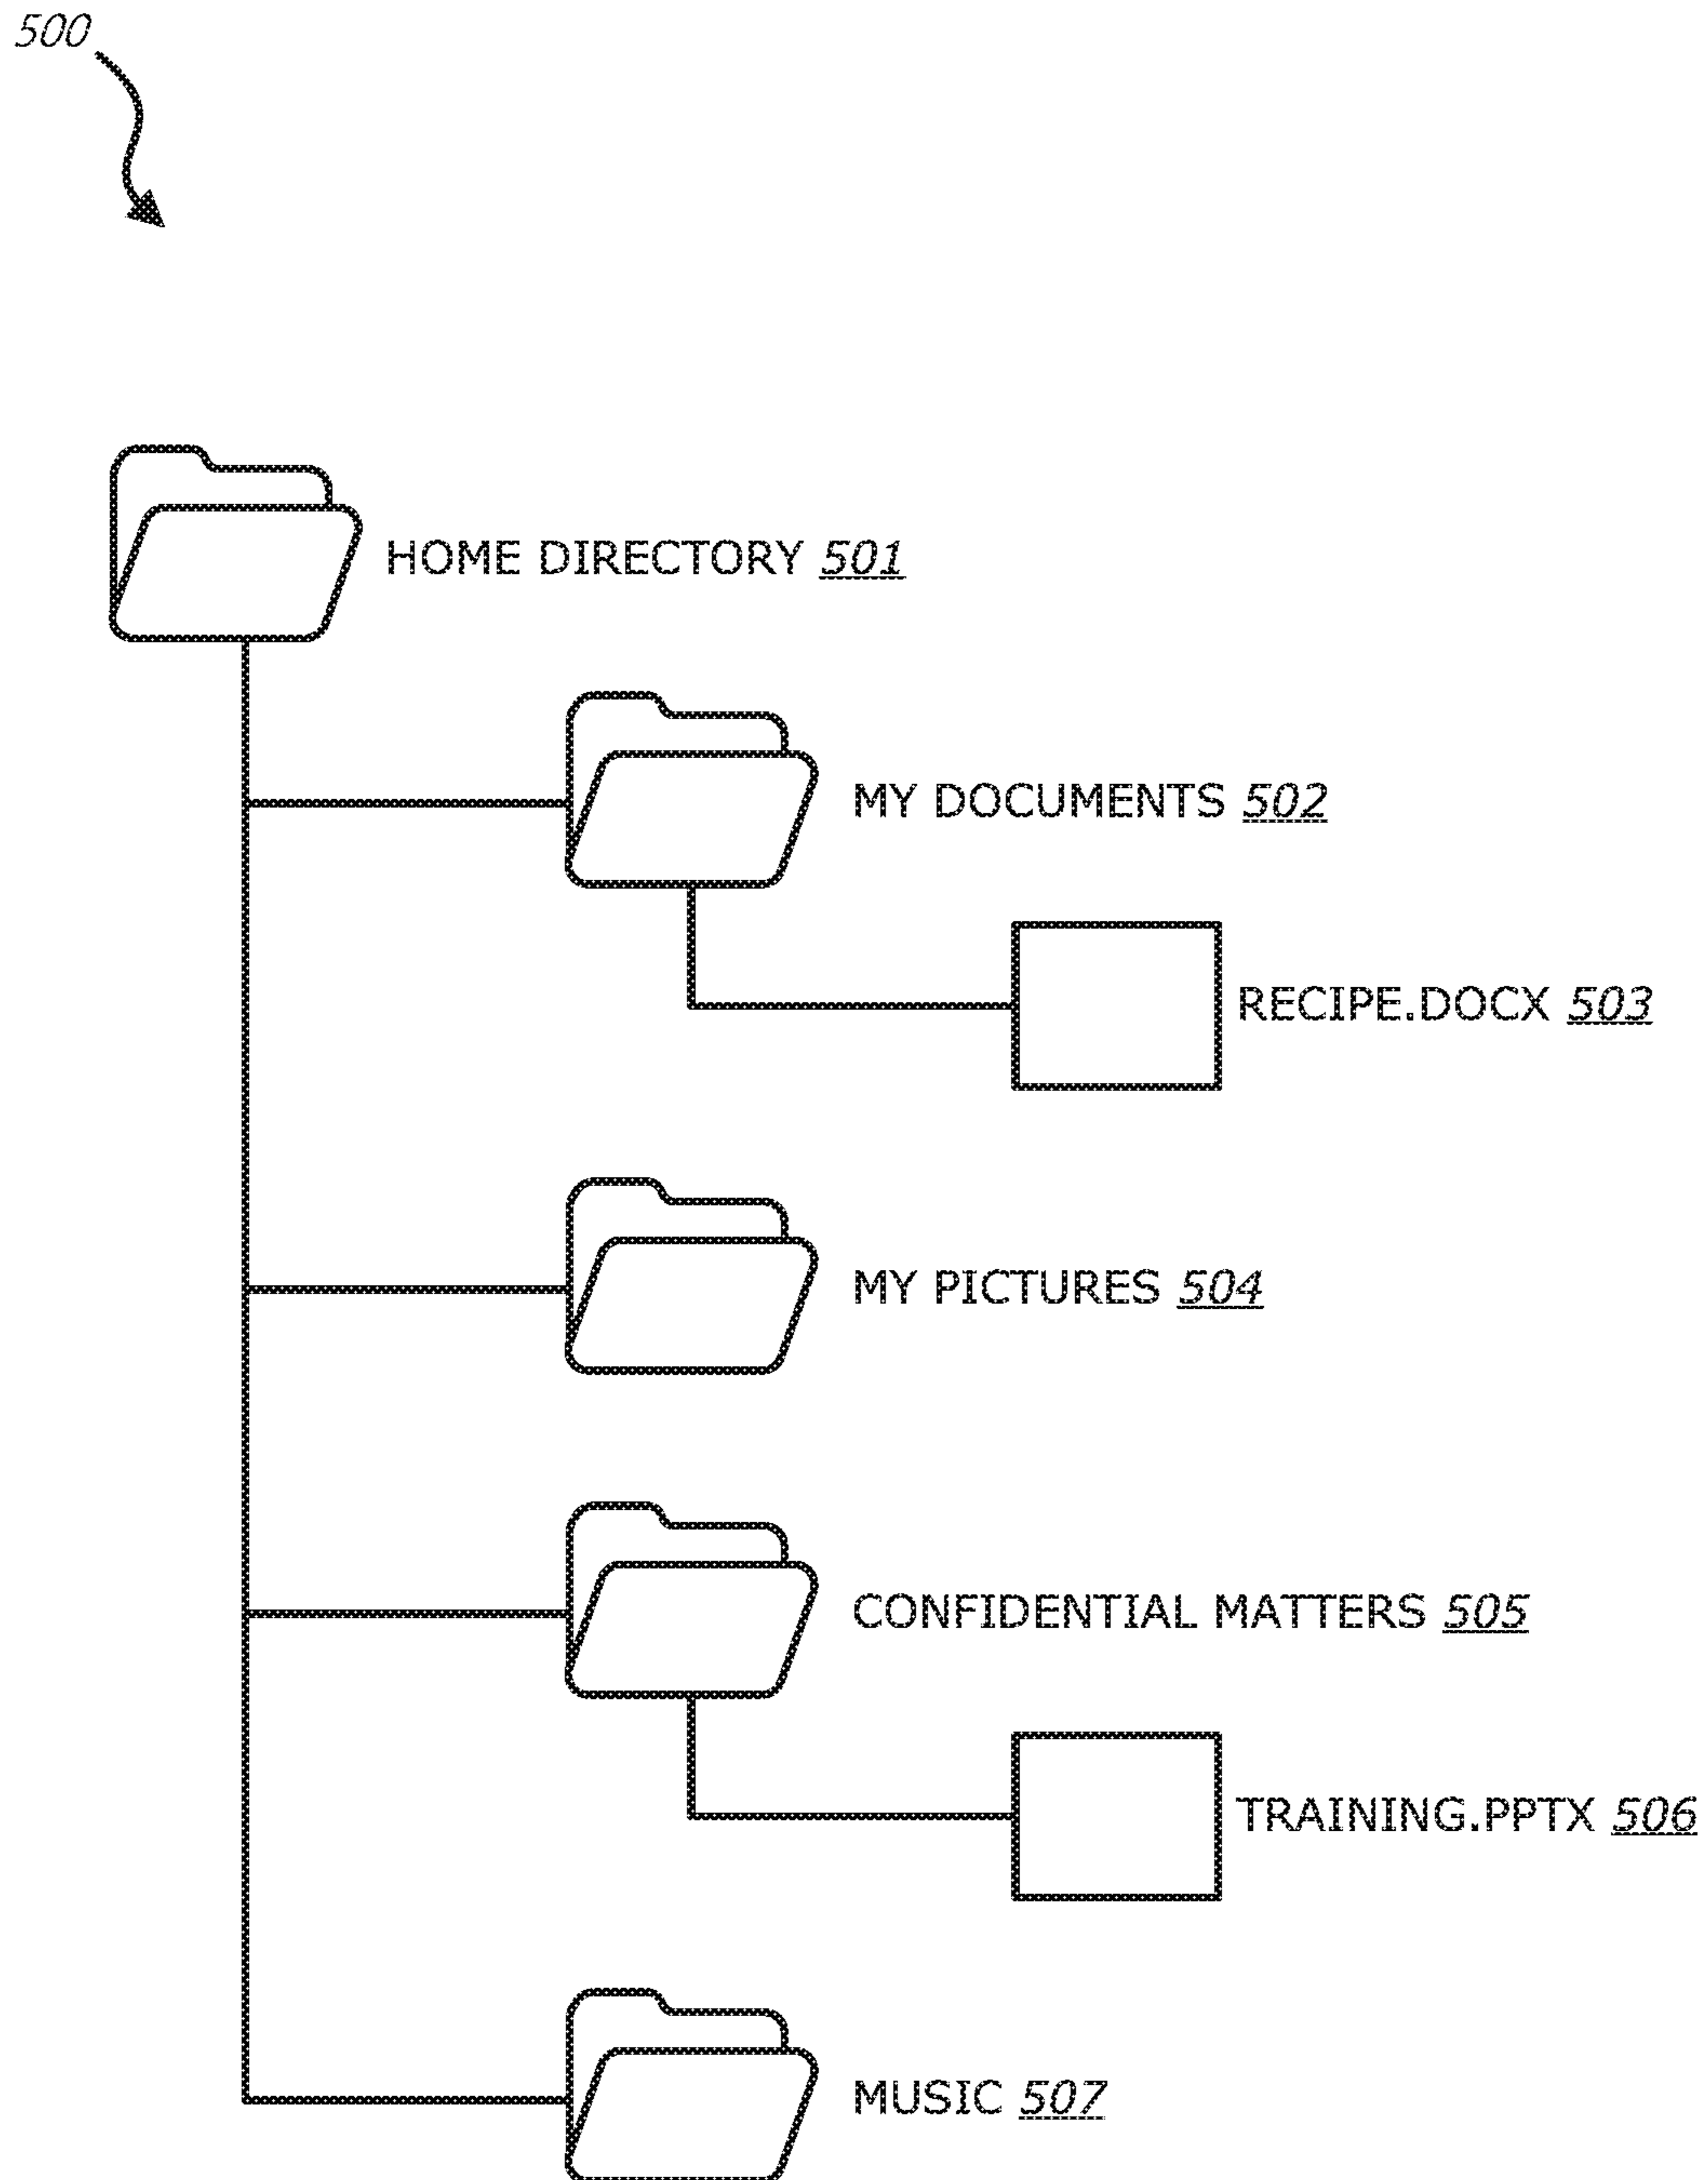 500
HOME DIRECTORY 501
MY DOCUMENTS 502
RECIPE.DOCX 503
MY PICTURES 504
CONFIDENTIAL MATTERS 505
TRAINING.PPTX 506
MUSIC 507